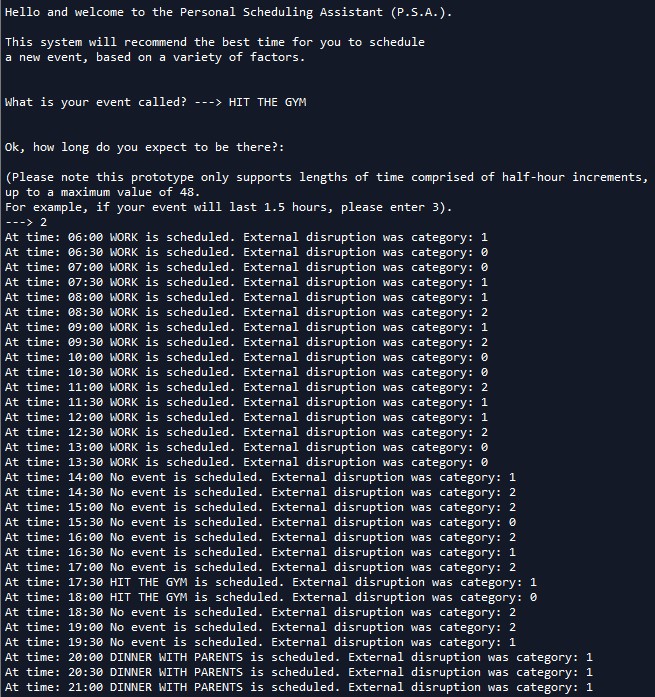 Hello and welcome to the Personal Scheduling Assistant (P.S.A.).
This system will recommend the best time for you to schedule
a new event, based on a variety of factors.
What is your event called? ---> HIT THE GYM
Ok, how long do you expect to be there?:
(Please note this prototype only supports lengths of time comprised of half-hour increments,
up to a maximum value of 48.
For example, if your event will last 1.5 hours, please enter 3).
---> 2
At time: 06:00 WORK is scheduled. External disruption was category: 1
At time: 06:30 WORK is scheduled. External disruption was category: 0
At time: 07:00 WORK is scheduled. External disruption was category: 0
At time: 07:30 WORK is scheduled. External disruption was category: 1
At time: 08:00 WORK is scheduled. External disruption was category: 1
At time: 08:30 WORK is scheduled. External disruption was category: 2
At time: 09:00 WORK is scheduled. External disruption was category: 1
At time: 09:30 WORK is scheduled. External disruption was category: 2
At time: 10:00 WORK is scheduled. External disruption was category: 0
At time: 10:30 WORK is scheduled. External disruption was category: 0
At time: 11:00 WORK is scheduled. External disruption was category: 2
At time: 11:30 WORK is scheduled. External disruption was category: 1
At time: 12:00 WORK is scheduled. External disruption was category: 1
At time: 12:30 WORK is scheduled. External disruption was category: 2
At time: 13:00 WORK is scheduled. External disruption was category: 0
At time: 13:30 WORK is scheduled. External disruption was category: 0
At time: 14:00 No event is scheduled. External disruption was category: 1
At time: 14:30 No event is scheduled. External disruption was category: 2
At time: 15:00 No event is scheduled. External disruption was category: 2
At time: 15:30 No event is scheduled. External disruption was category: 0
At time: 16:00 No event is scheduled. External disruption was category: 2
At time: 16:30 No event is scheduled. External disruption was category: 1
At time: 17:00 No event is scheduled. External disruption was category: 2
At time: 17:30 HIT THE GYM is scheduled. External disruption was category: 1
At time: 18:00 HIT THE GYM is scheduled. External disruption was category: 0
At time: 18:30 No event is scheduled. External disruption was category: 2
At time: 19:00 No event is scheduled. External disruption was category: 2
At time: 19:30 No event is scheduled. External disruption was category: 1
At time: 20:00 DINNER WITH PARENTS is scheduled. External disruption was category: 1
At time: 20:30 DINNER WITH PARENTS is scheduled. External disruption was category: 1
At time: 21:00 DINNER WITH PARENTS is scheduled. External disruption was category: 1